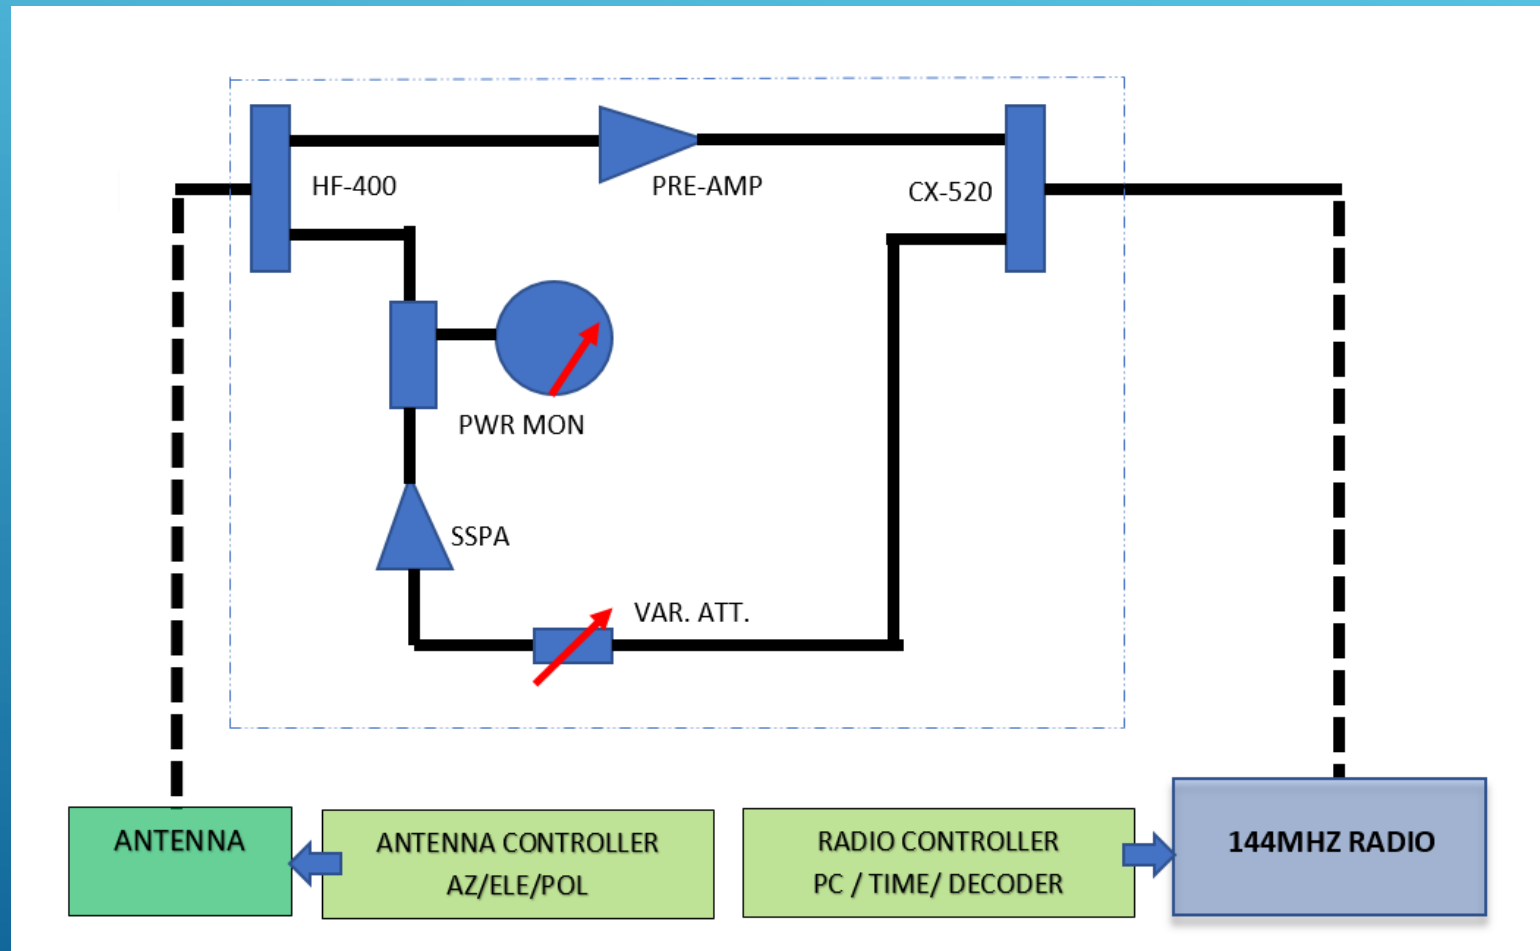 HF-400
PRE-AMP
CX-520
PWR MON
SSPA
VAR. ATT.
ANTENNA
ANTENNA CONTROLLER
AZ/ELE/POL
RADIO CONTROLLER
PC / TIME/ DECODER
144MHZ RADIO